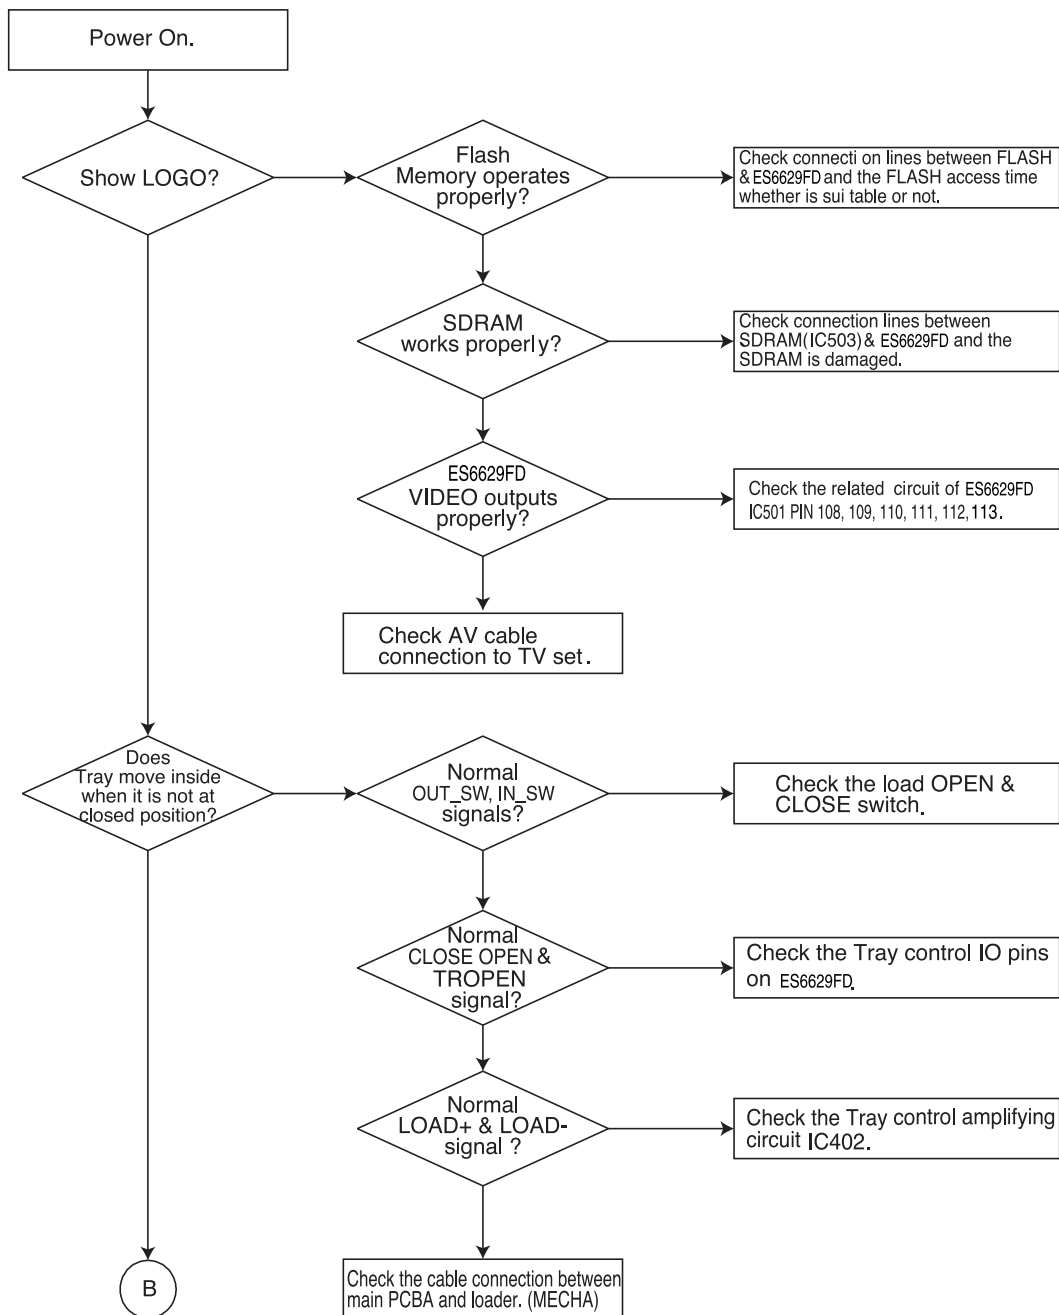 Power On.
Show LOGO?
Flash
Memory operates
properly?
Check connecti on lines between FLASH
& ES6629FD and the FLASH access time
whether is sui table or not.
SDRAM
works properly?
Check connection lines between
SDRAM(IC503) & ES6629FD and the
SDRAM is damaged.
ES6629FD
VIDEO outputs
properly?
Check the related circuit of ES6629FD
IC501 PIN 108, 109, 110, 111, 112, 113.
Check AV cable
connection to TV set.
Does
Tray move inside
when it is not at
closed position?
Normal
OUT_SW, IN_SW
signals?
Check the load OPEN &
CLOSE switch.
Normal
CLOSE OPEN &
TROPEN
signal?
Check the Tray control IO pins
on ES6629FD.
Normal
LOAD+ & LOAD-
signal ?
Check the Tray control amplifying
circuit IC402.
B
Check the cable connection between
main PCBA and loader. (MECHA)